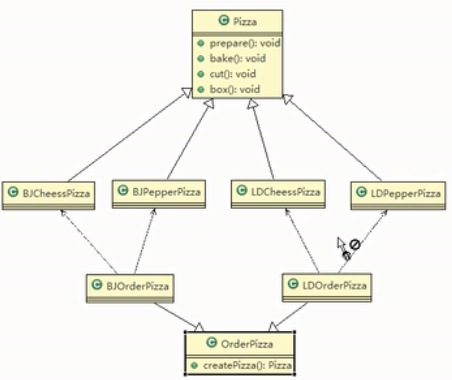 Pizza
prepare(): void
bake(): void
cut(): void
box(): void
BJCheessPizza
BJPepperPizza
LDCheessPizza
LDPepperPizza
BJOrderPizza
LDOrderPizza
OrderPizza
createPizza(): Pizza